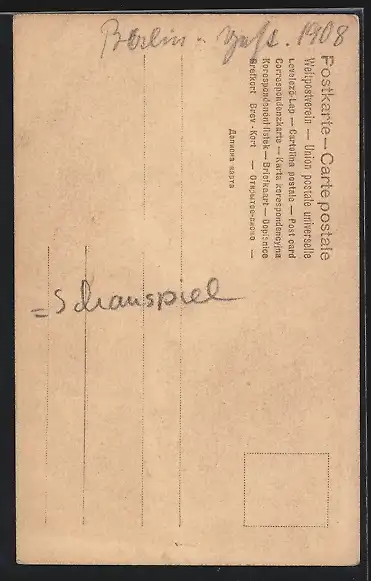 Berlin - 1908
Postkarte — Carte postale
Weltpostverein — Union postale universelle
Levelező-Lap — Cartolina postale — Post card
Correspondenzkarte — Karta korespondencyjna
Korespondenční lístek — Briefkaart — Dopisnice
Brefkort Brev-Kort — Открытое письмо —
Дописна карта
= Schauspiel